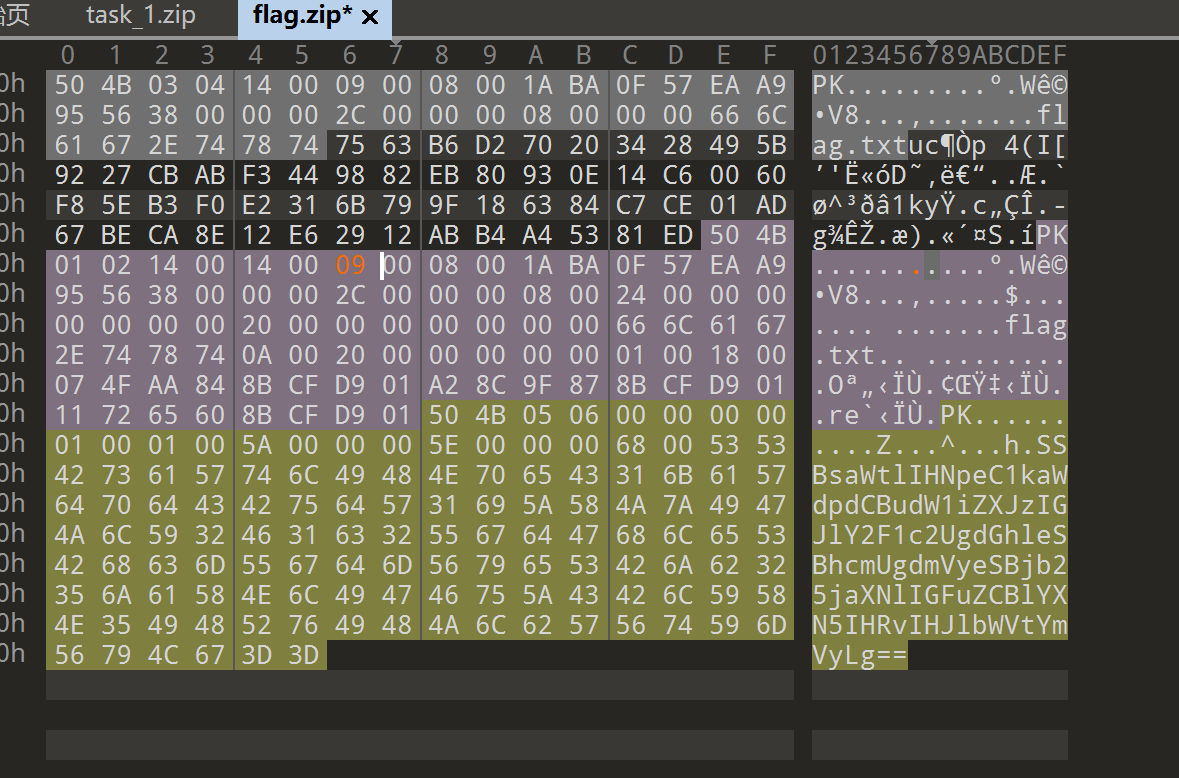 台页 task_1.zip flag.zip*
0 1 2 3 4 5 6 7 8 9 A B C D E F 0123456789ABCDEF
0h 50 4B 03 04 14 00 09 00 08 00 1A BA 0F 57 EA A9 PK.........º.Wê©
0h 95 56 38 00 00 00 2C 00 00 00 08 00 00 00 66 6C •V8...,.......fl
0h 61 67 2E 74 78 74 75 63 B6 D2 70 20 34 28 49 5B ag.txtuc¶Òp 4(I[
0h 92 27 CB AB F3 44 98 82 EB 80 93 0E 14 C6 00 60 ’'Ë«óD˜‚ë€“..Æ.`
0h F8 5E B3 F0 E2 31 6B 79 9F 18 63 84 C7 CE 01 AD ø^³ðâ1kyŸ.c„ÇÎ.-
0h 67 BE CA 8E 12 E6 29 12 AB B4 A4 53 81 ED 50 4B g¾ÊŽ.æ).«´¤S.íPK
0h 01 02 14 00 14 00 09 00 08 00 1A BA 0F 57 EA A9 ...........º.Wê©
0h 95 56 38 00 00 00 2C 00 00 00 08 00 24 00 00 00 •V8...,.....$...
0h 00 00 00 00 20 00 00 00 00 00 00 00 66 6C 61 67 .... .......flag
0h 2E 74 78 74 0A 00 20 00 00 00 00 00 01 00 18 00 .txt.. .........
0h 07 4F AA 84 8B CF D9 01 A2 8C 9F 87 8B CF D9 01 .Oª„‹ÏÙ.¢ŒŸ‡‹ÏÙ.
0h 11 72 65 60 8B CF D9 01 50 4B 05 06 00 00 00 00 .re`‹ÏÙ.PK......
0h 01 00 01 00 5A 00 00 00 5E 00 00 00 68 00 53 53 ....Z...^...h.SS
0h 42 73 61 57 74 6C 49 48 4E 70 65 43 31 6B 61 57 BsaWtlIHNpeC1kaW
0h 64 70 64 43 42 75 64 57 31 69 5A 58 4A 7A 49 47 dpdCBudW1iZXJzIG
0h 4A 6C 59 32 46 31 63 32 55 67 64 47 68 6C 65 53 JlY2F1c2UgdGhleS
0h 42 68 63 6D 55 67 64 6D 56 79 65 53 42 6A 62 32 BhcmUgdmVyeSBjb2
0h 35 6A 61 58 4E 6C 49 47 46 75 5A 43 42 6C 59 58 5jaXNlIGFuZCBlYX
0h 4E 35 49 48 52 76 49 48 4A 6C 62 57 56 74 59 6D N5IHRvIHJlbWVtYm
0h 56 79 4C 67 3D 3D VyLg==